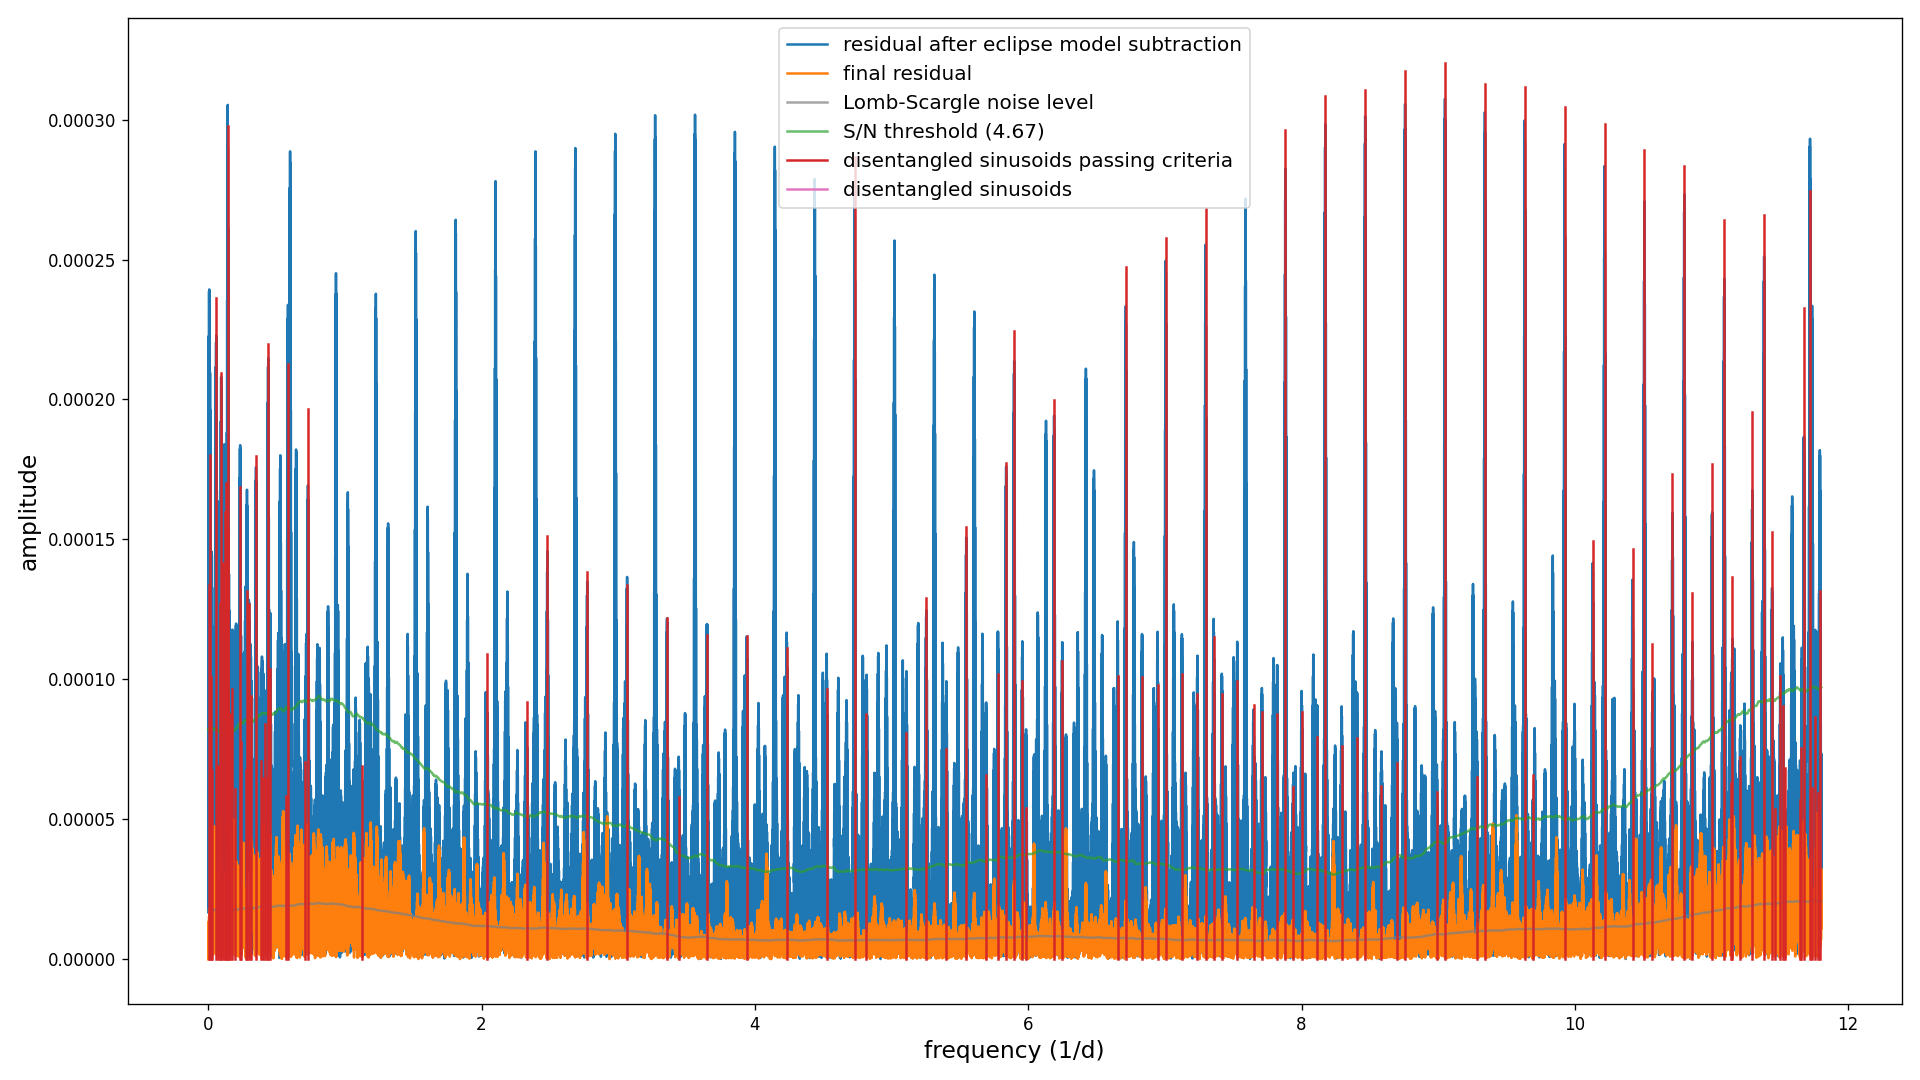 residual after eclipse model subtraction
final residual
Lomb-Scargle noise level
S/N threshold (4.67)
disentangled sinusoids passing criteria
disentangled sinusoids
amplitude
0.00030
0.00025
0.00020
0.00015
0.00010
0.00005
0.00000
0 2 4 6 8 10 12
frequency (1/d)